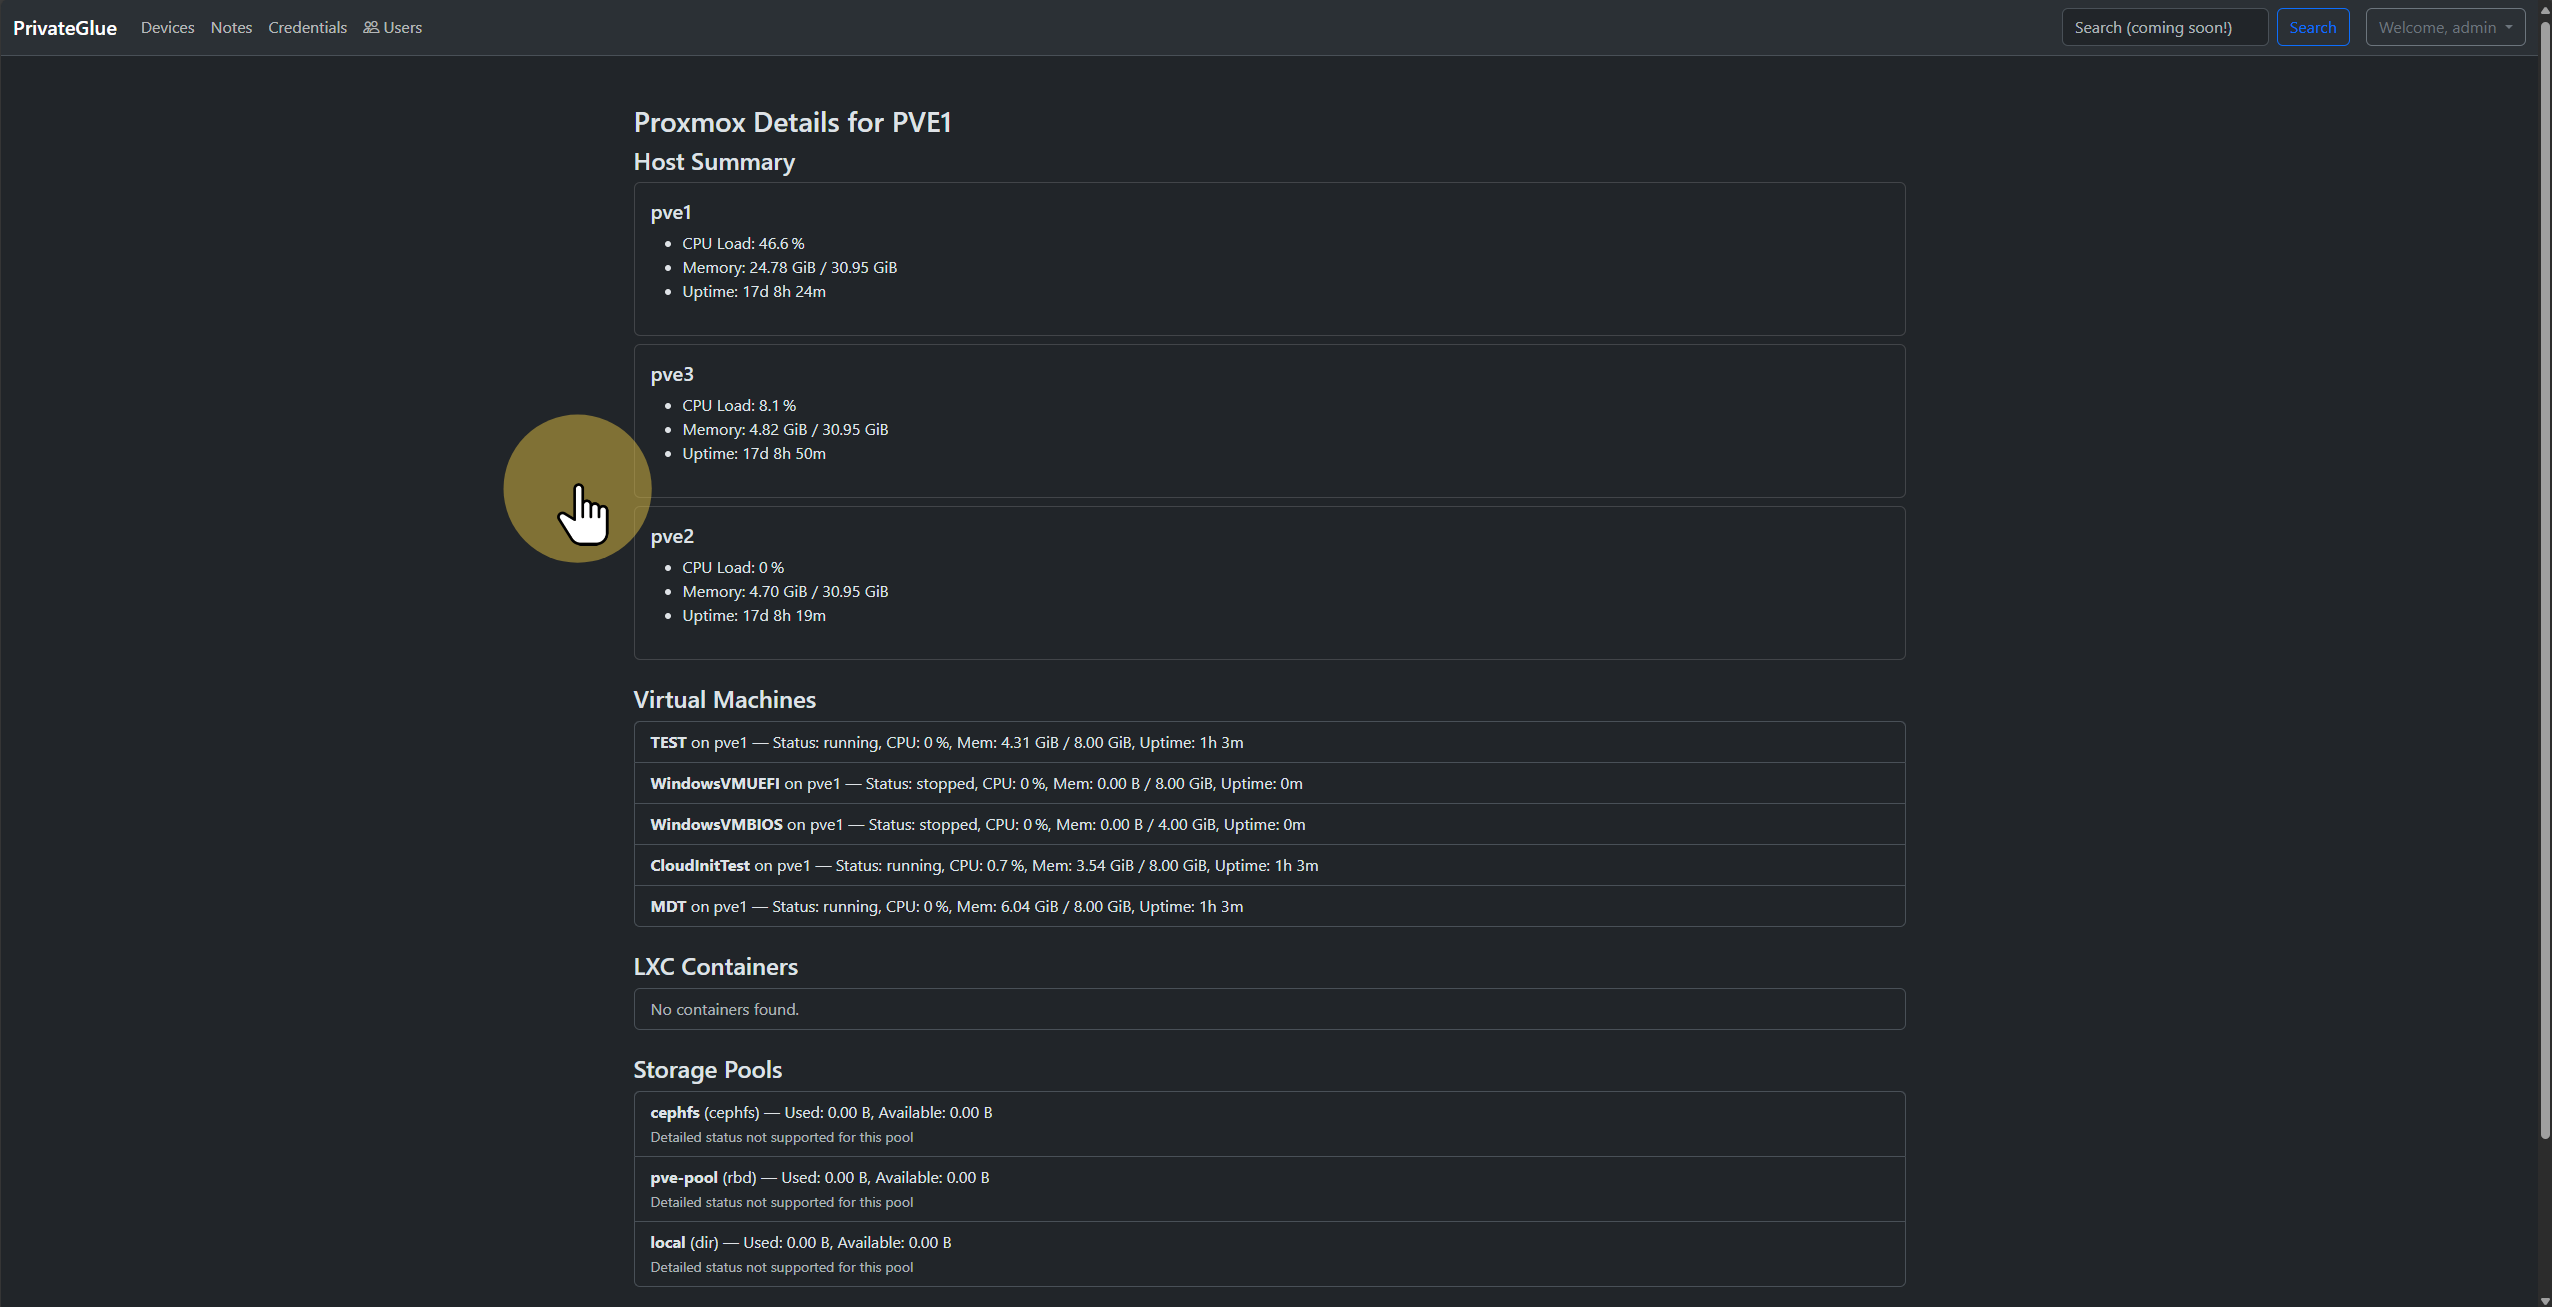 PrivateGlue Devices Notes Credentials Users Search (coming soon!) Search Welcome, admin
Proxmox Details for PVE1
Host Summary
pve1
CPU Load: 46.6 %
Memory: 24.78 GiB / 30.95 GiB
Uptime: 17d 8h 24m
pve3
CPU Load: 8.1 %
Memory: 4.82 GiB / 30.95 GiB
Uptime: 17d 8h 50m
pve2
CPU Load: 0 %
Memory: 4.70 GiB / 30.95 GiB
Uptime: 17d 8h 19m
Virtual Machines
TEST on pve1 — Status: running, CPU: 0 %, Mem: 4.31 GiB / 8.00 GiB, Uptime: 1h 3m
WindowsVMUEFI on pve1 — Status: stopped, CPU: 0 %, Mem: 0.00 B / 8.00 GiB, Uptime: 0m
WindowsVMBIOS on pve1 — Status: stopped, CPU: 0 %, Mem: 0.00 B / 4.00 GiB, Uptime: 0m
CloudInitTest on pve1 — Status: running, CPU: 0.7 %, Mem: 3.54 GiB / 8.00 GiB, Uptime: 1h 3m
MDT on pve1 — Status: running, CPU: 0 %, Mem: 6.04 GiB / 8.00 GiB, Uptime: 1h 3m
LXC Containers
No containers found.
Storage Pools
cephfs (cephfs) — Used: 0.00 B, Available: 0.00 B
Detailed status not supported for this pool
pve-pool (rbd) — Used: 0.00 B, Available: 0.00 B
Detailed status not supported for this pool
local (dir) — Used: 0.00 B, Available: 0.00 B
Detailed status not supported for this pool